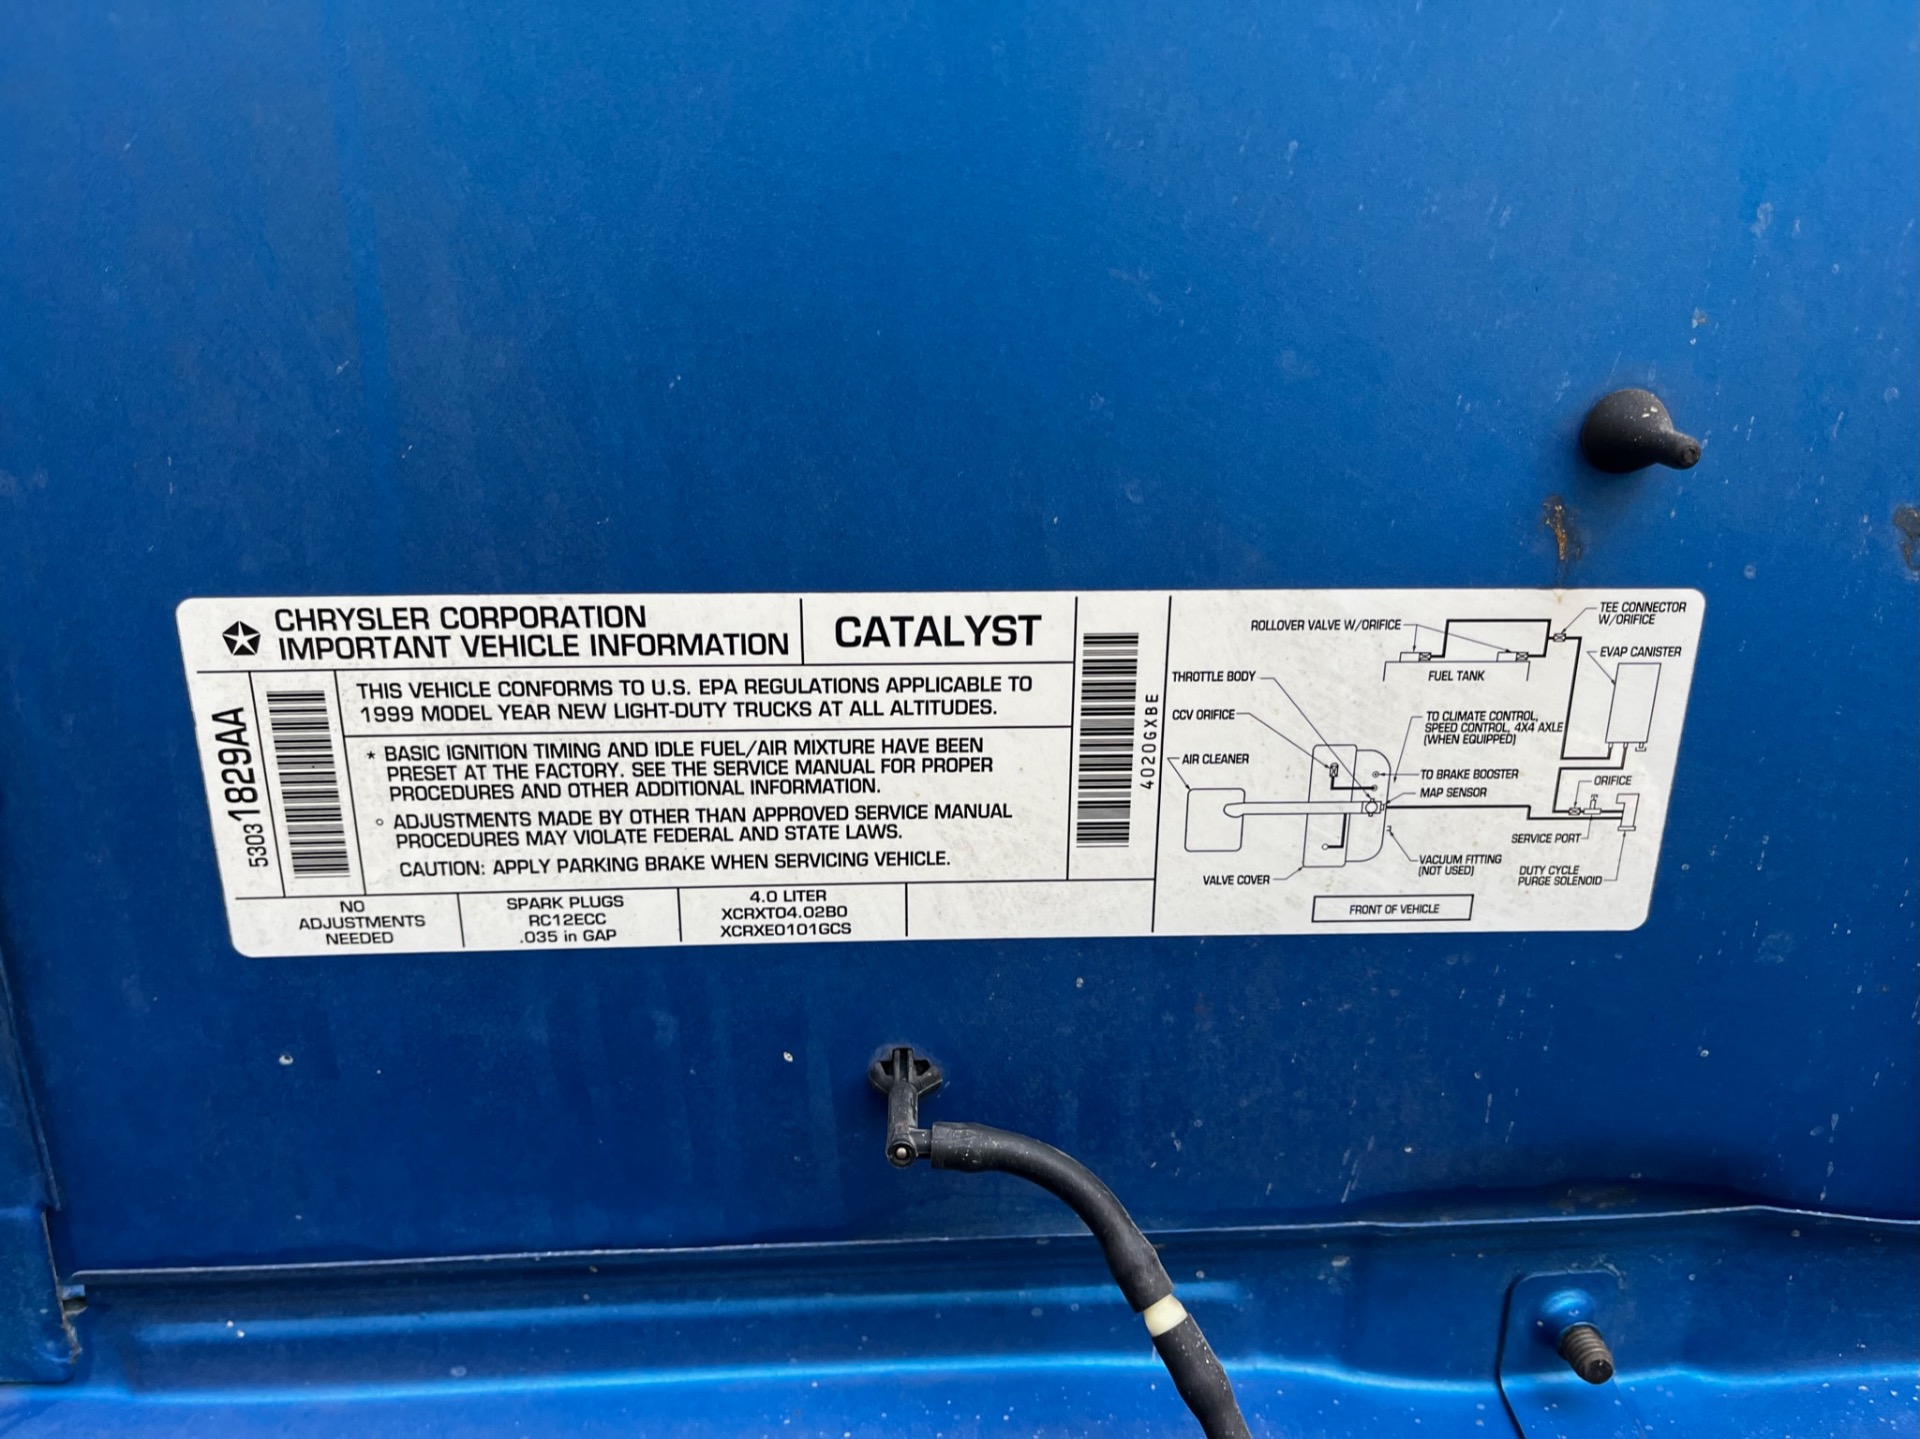 CHRYSLER CORPORATION
IMPORTANT VEHICLE INFORMATION
CATALYST
53031829AA
THIS VEHICLE CONFORMS TO U.S. EPA REGULATIONS APPLICABLE TO
1999 MODEL YEAR NEW LIGHT-DUTY TRUCKS AT ALL ALTITUDES.
* BASIC IGNITION TIMING AND IDLE FUEL/AIR MIXTURE HAVE BEEN
PRESET AT THE FACTORY. SEE THE SERVICE MANUAL FOR PROPER
PROCEDURES AND OTHER ADDITIONAL INFORMATION.
° ADJUSTMENTS MADE BY OTHER THAN APPROVED SERVICE MANUAL
PROCEDURES MAY VIOLATE FEDERAL AND STATE LAWS.
CAUTION: APPLY PARKING BRAKE WHEN SERVICING VEHICLE.
NO
ADJUSTMENTS
NEEDED
SPARK PLUGS
RC12ECC
.035 in GAP
4.0 LITER
XCRXT04.02B0
XCRXE0101GCS
4020GXBE
TEE CONNECTOR
W/ORIFICE
ROLLOVER VALVE W/ORIFICE
EVAP CANISTER
FUEL TANK
THROTTLE BODY
CCV ORIFICE
TO CLIMATE CONTROL,
SPEED CONTROL, 4X4 AXLE
(WHEN EQUIPPED)
AIR CLEANER
TO BRAKE BOOSTER
ORIFICE
MAP SENSOR
SERVICE PORT
VACUUM FITTING
(NOT USED)
DUTY CYCLE
PURGE SOLENOID
VALVE COVER
FRONT OF VEHICLE